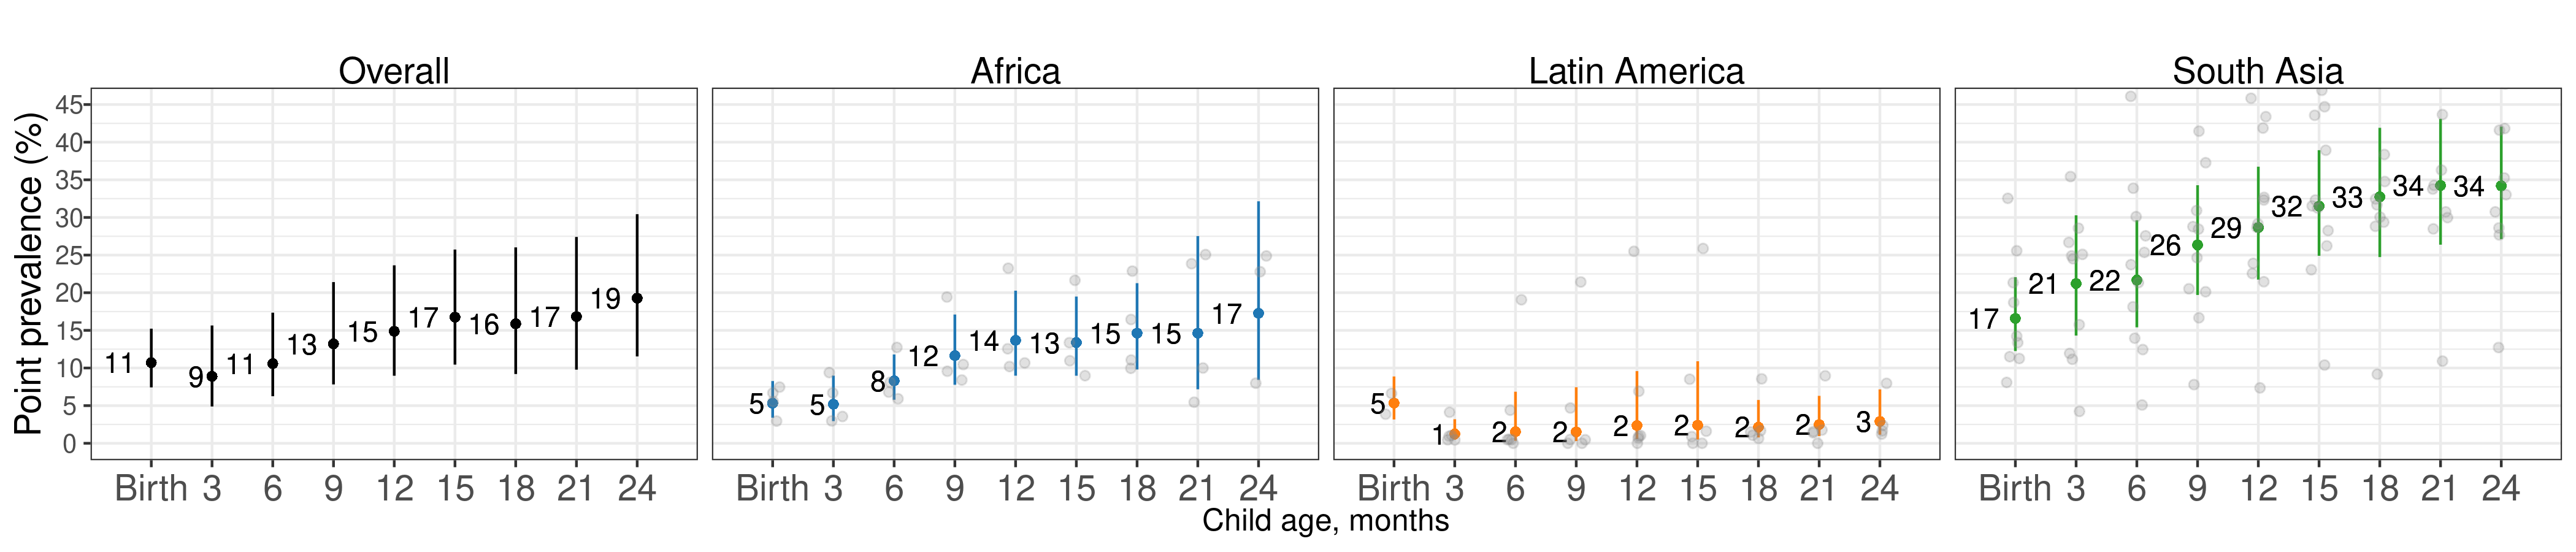 Overall Africa Latin America South Asia
Point prevalence (%)
45
40
35
30
25
20
15
10
5
0
11 9 11 13 15 17 16 17 19
5 5 8 12 14 13 15 15 17
5 1 2 2 2 2 2 2 3
17 21 22 26 29 32 33 34 34
Birth 3 6 9 12 15 18 21 24 Birth 3 6 9 12 15 18 21 24 Birth 3 6 9 12 15 18 21 24 Birth 3 6 9 12 15 18 21 24
Child age, months